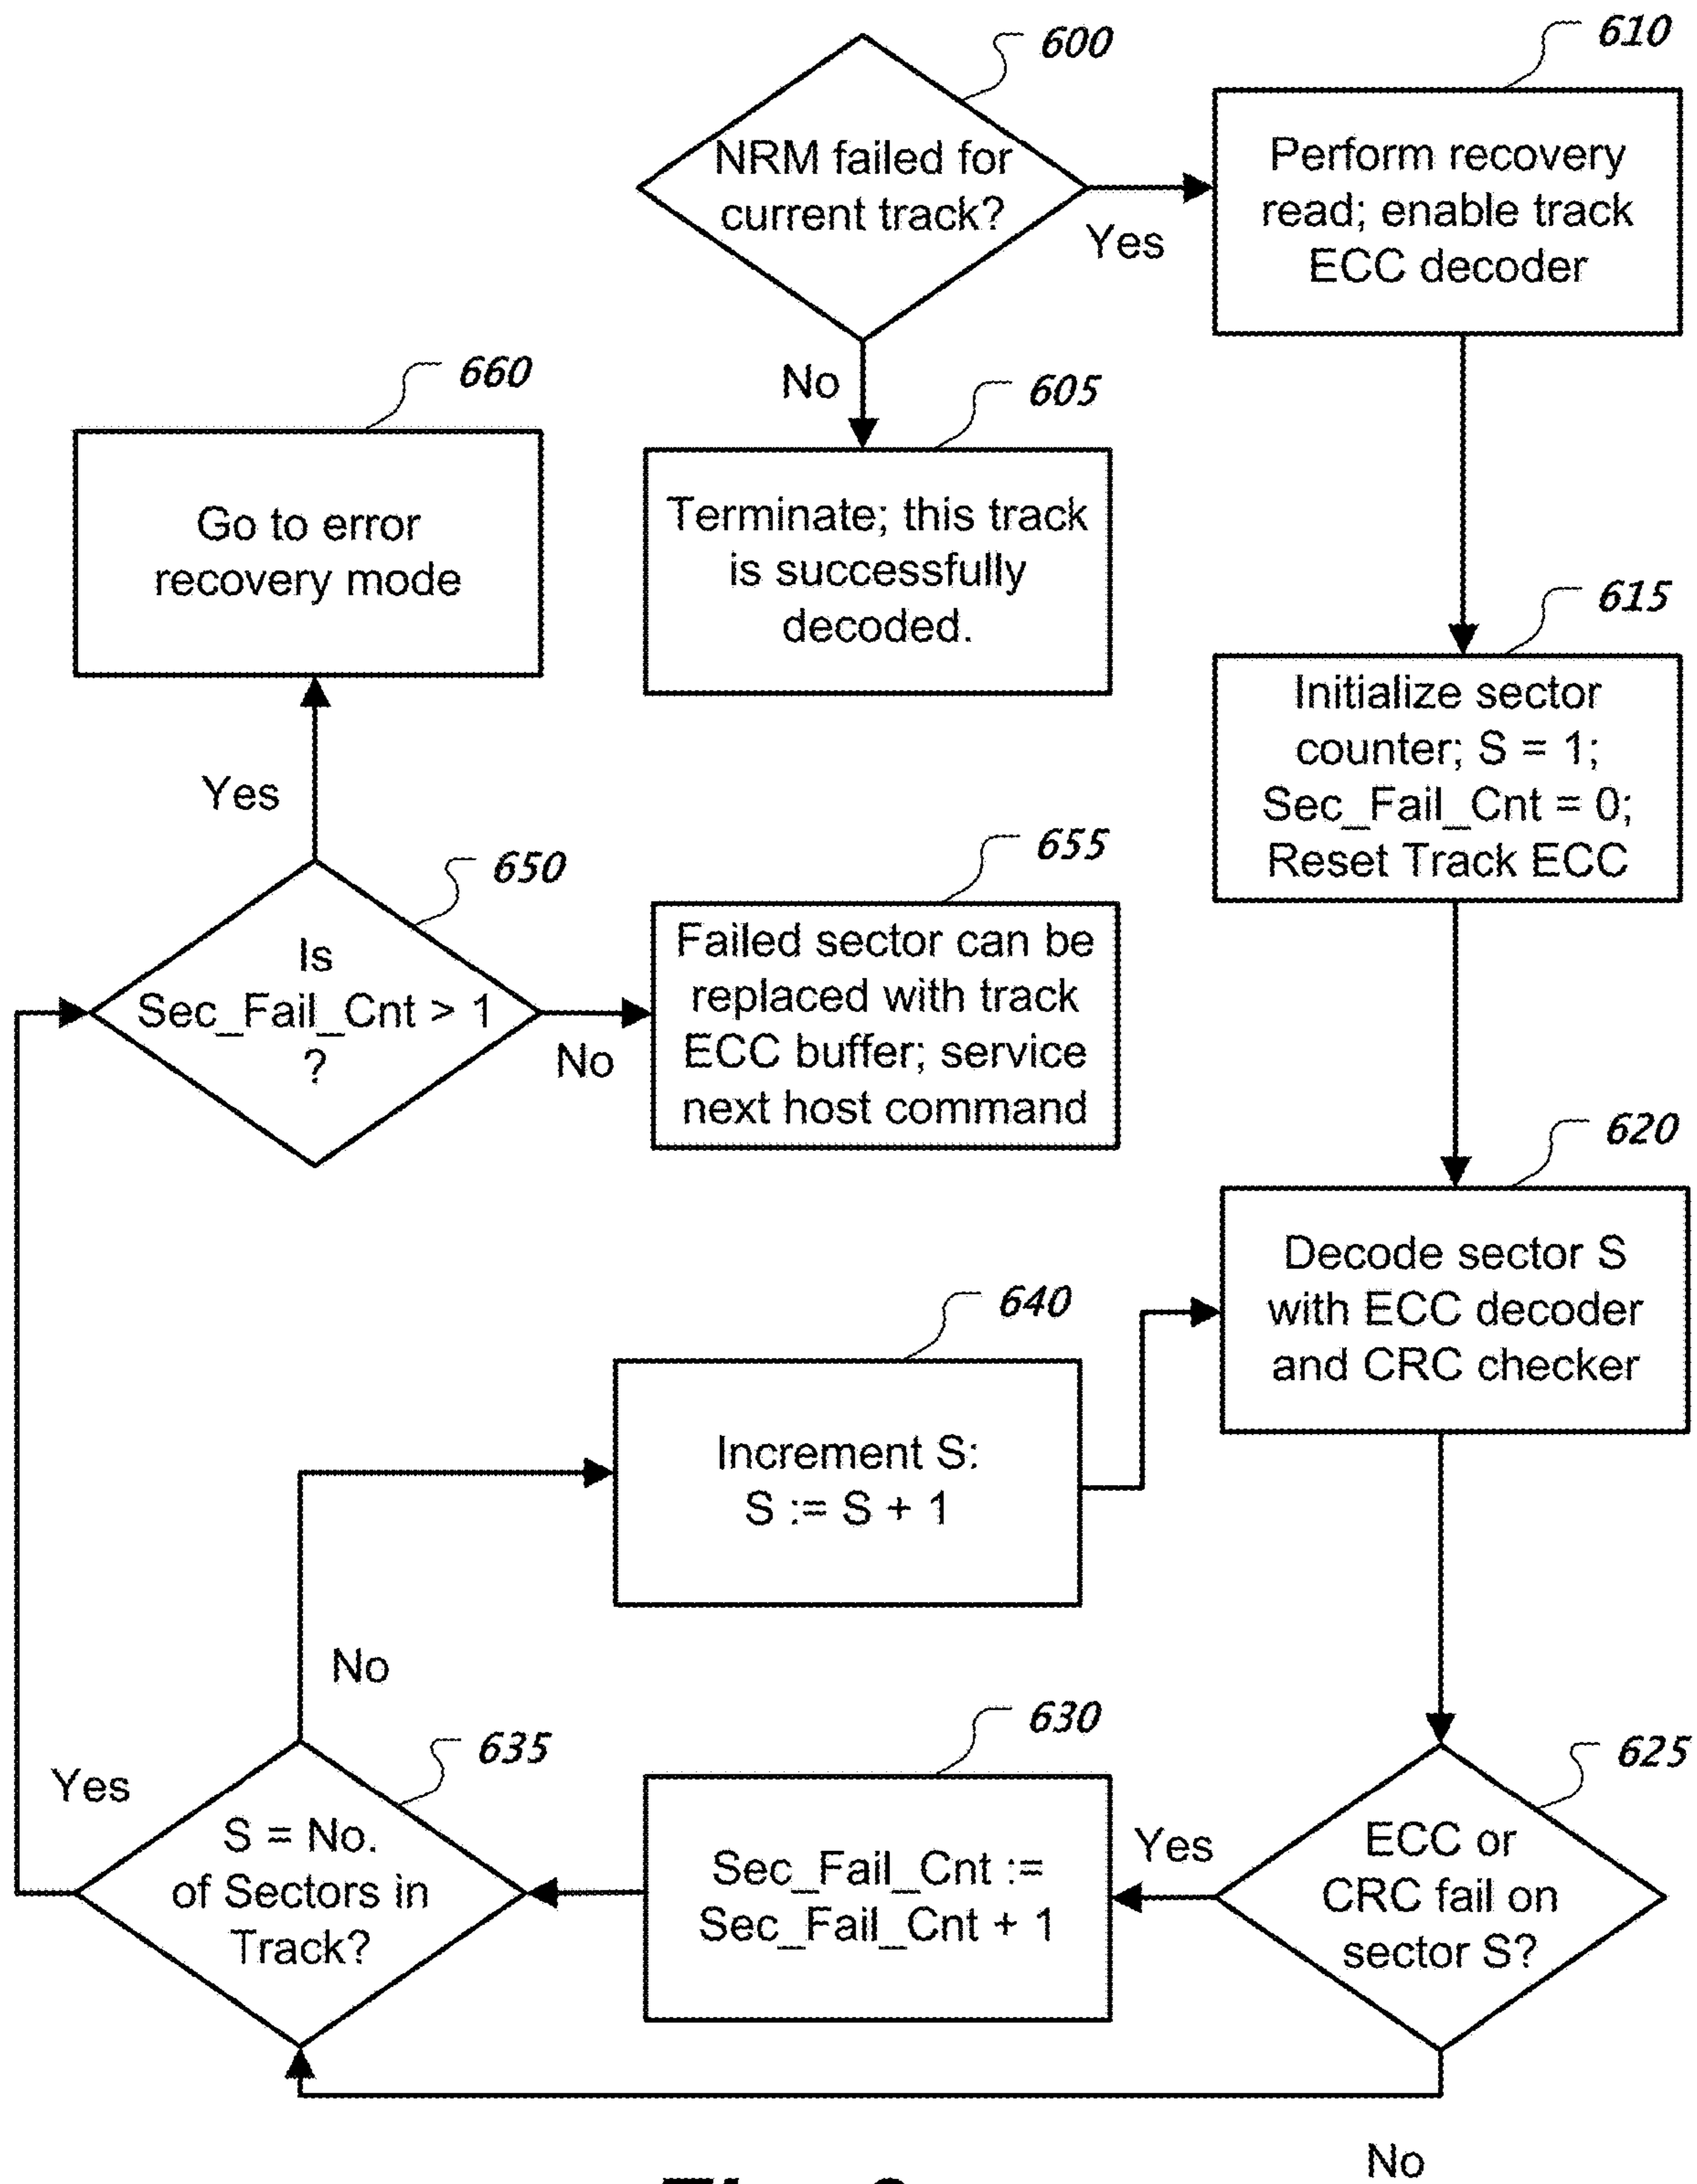 600
NRM failed for
current track?
Yes
No
610
Perform recovery
read; enable track
ECC decoder
605
Terminate; this track
is successfully
decoded.
660
Go to error
recovery mode
615
Initialize sector
counter; S = 1;
Sec_Fail_Cnt = 0;
Reset Track ECC
Yes
650
Is
Sec_Fail_Cnt > 1
?
No
655
Failed sector can be
replaced with track
ECC buffer; service
next host command
620
Decode sector S
with ECC decoder
and CRC checker
640
Increment S:
S := S + 1
No
Yes
635
S = No.
of Sectors in
Track?
630
Sec_Fail_Cnt :=
Sec_Fail_Cnt + 1
Yes
625
ECC or
CRC fail on
sector S?
No